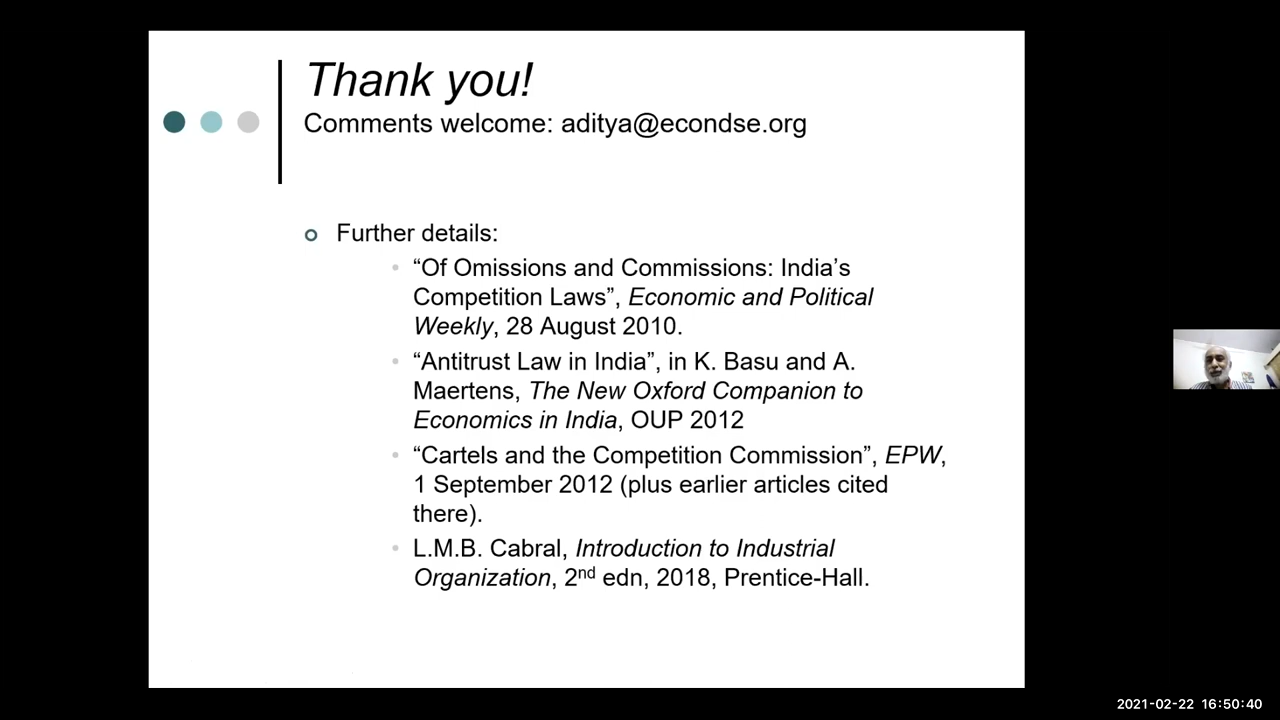 Thank you!
Comments welcome: aditya@econdse.org
Further details:
“Of Omissions and Commissions: India’s
Competition Laws”, Economic and Political
Weekly, 28 August 2010.
“Antitrust Law in India”, in K. Basu and A.
Maertens, The New Oxford Companion to
Economics in India, OUP 2012
“Cartels and the Competition Commission”, EPW,
1 September 2012 (plus earlier articles cited
there).
L.M.B. Cabral, Introduction to Industrial
Organization, 2nd edn, 2018, Prentice-Hall.
2021-02-22 16:50:40